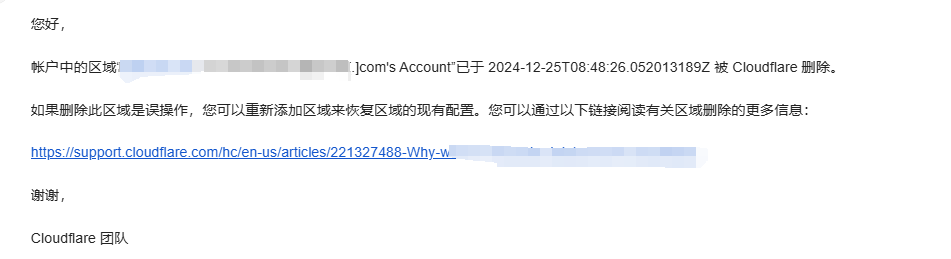 您好，
帐户中的区域“ .]com's Account”已于 2024-12-25T08:48:26.052013189Z 被 Cloudflare 删除。
如果删除此区域是误操作，您可以重新添加区域来恢复区域的现有配置。您可以通过以下链接阅读有关区域删除的更多信息：
https://support.cloudflare.com/hc/en-us/articles/221327488-Why-w
谢谢，
Cloudflare 团队